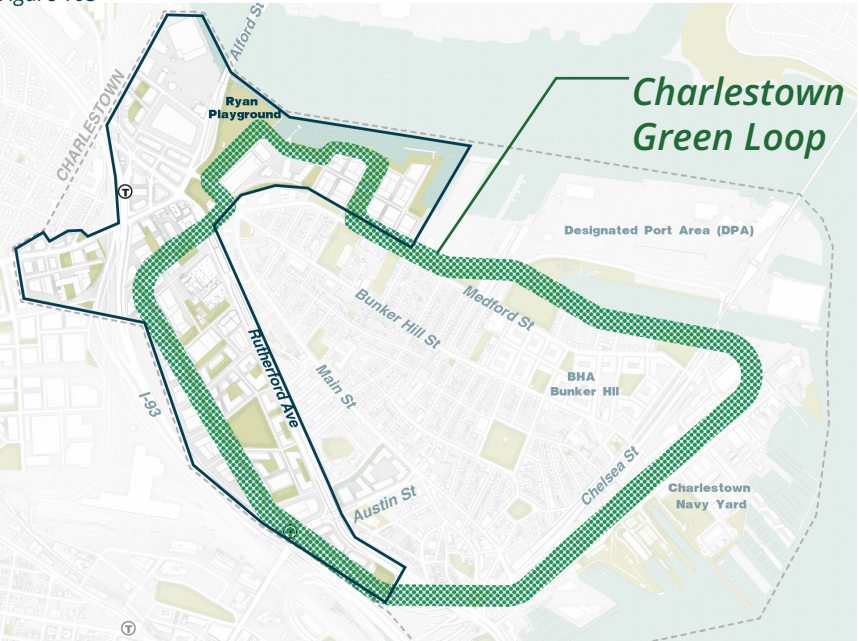 Alford St
CHARLESTOWN
Ryan
Playground
Charlestown
Green Loop
T
Designated Port Area (DPA)
Medford St
Bunker Hill St
Rutherford Ave
Main St
BHA
Bunker HIll
I-93
Chelsea St
Charlestown
Navy Yard
Austin St
T
T